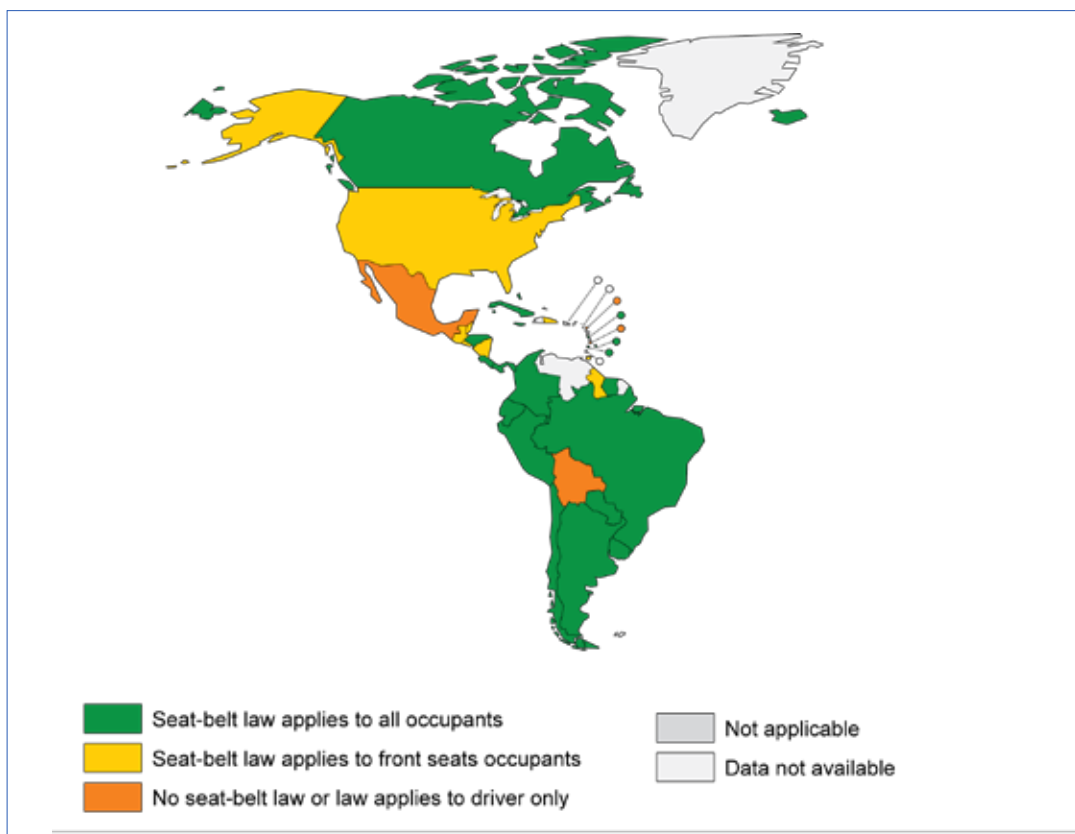 Seat-belt law applies to all occupants
Seat-belt law applies to front seats occupants
No seat-belt law or law applies to driver only
Not applicable
Data not available